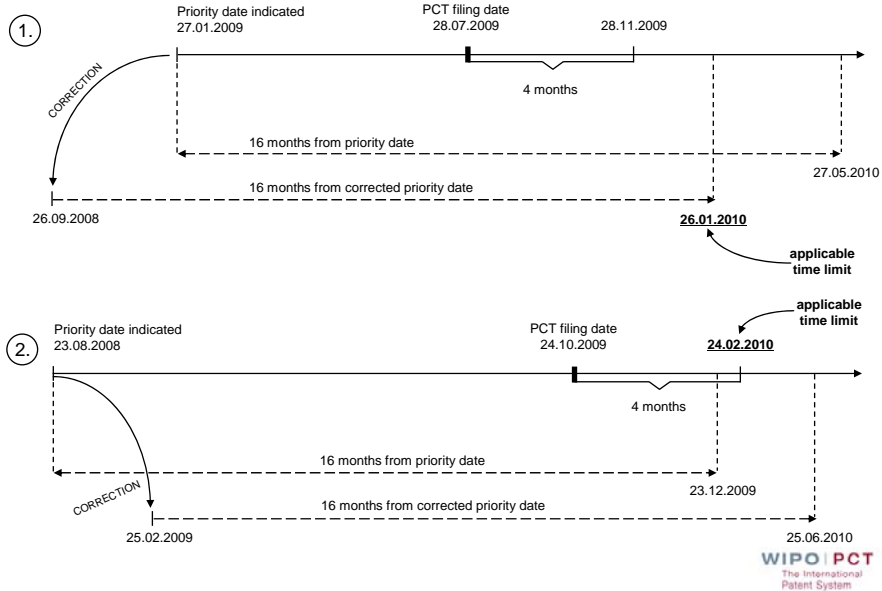 1.
Priority date indicated
27.01.2009
PCT filing date
28.07.2009
28.11.2009
CORRECTION
4 months
16 months from priority date
27.05.2010
16 months from corrected priority date
26.09.2008
26.01.2010
applicable
time limit
applicable
time limit
2.
Priority date indicated
23.08.2008
PCT filing date
24.10.2009
24.02.2010
4 months
16 months from priority date
CORRECTION
23.12.2009
16 months from corrected priority date
25.02.2009
25.06.2010
WIPO | PCT
The International
Patent System